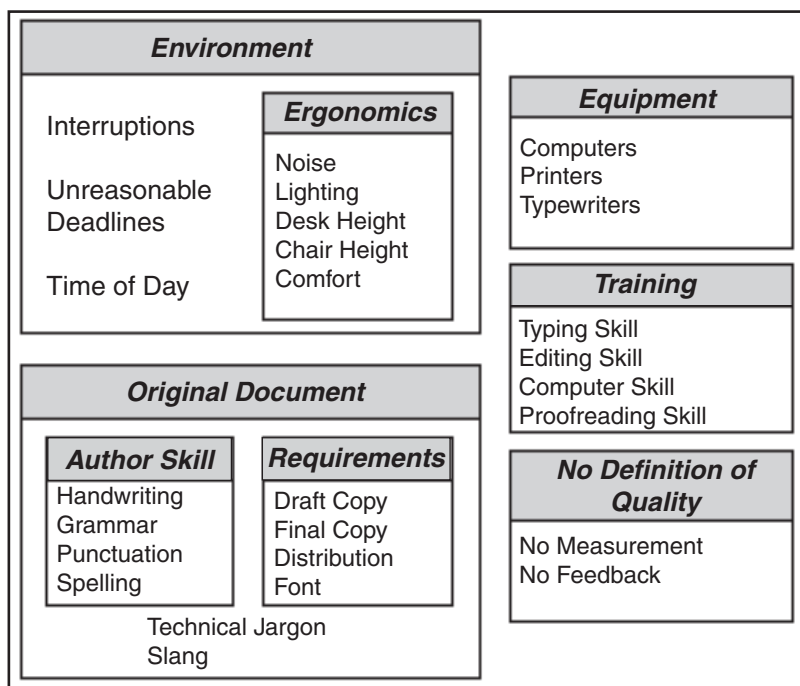 Environment
Interruptions
Unreasonable
Deadlines
Time of Day
Ergonomics
Noise
Lighting
Desk Height
Chair Height
Comfort
Original Document
Author Skill
Handwriting
Grammar
Punctuation
Spelling
Requirements
Draft Copy
Final Copy
Distribution
Font
Technical Jargon
Slang
Equipment
Computers
Printers
Typewriters
Training
Typing Skill
Editing Skill
Computer Skill
Proofreading Skill
No Definition of
Quality
No Measurement
No Feedback